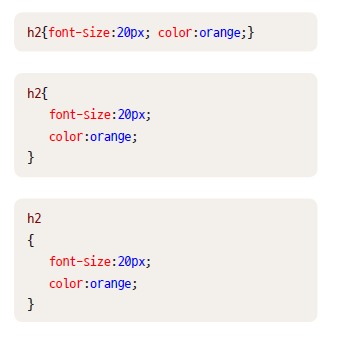 h2{font-size:20px; color:orange;}
h2{
font-size:20px;
color:orange;
}
h2
{
font-size:20px;
color:orange;
}